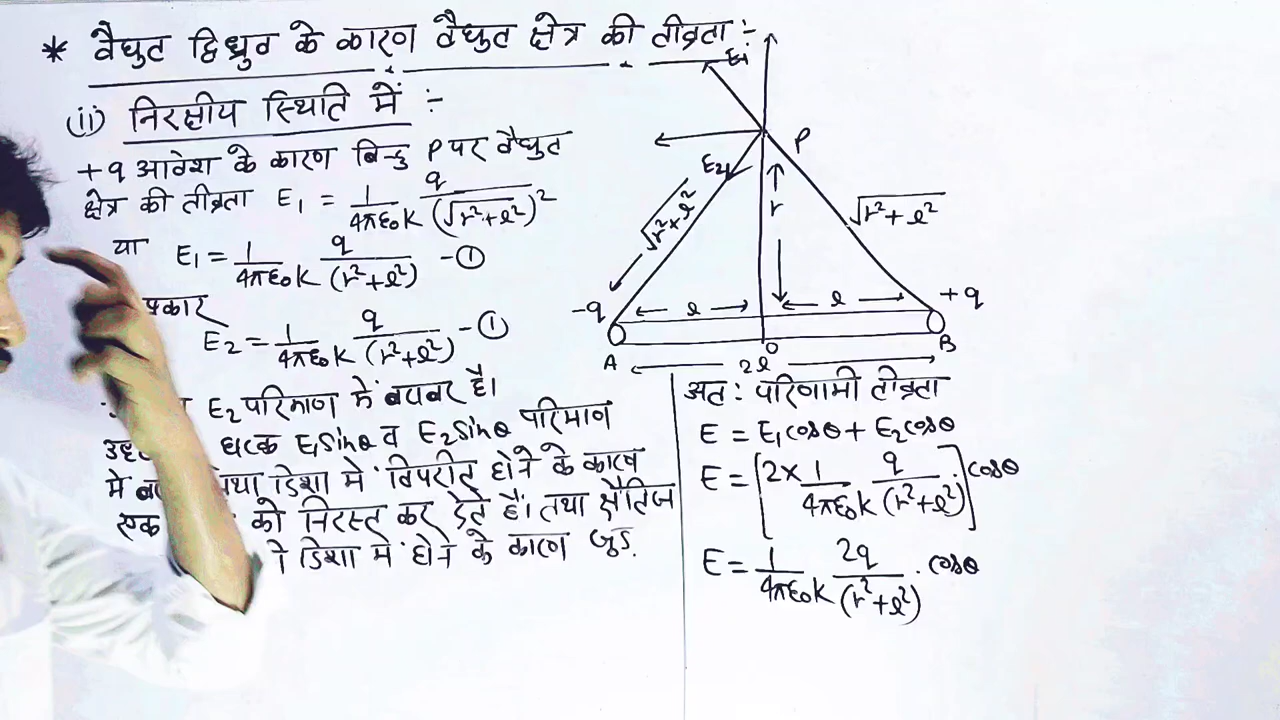 * वैद्युत द्विध्रुव के कारण वैद्युत क्षेत्र की तीव्रता :-
(ii) निरक्षीय स्थिति में :-
+q आवेश के कारण बिन्दु P पर वैद्युत
क्षेत्र की तीव्रता E₁ = 1/4πε₀K q/(√r²+l²)²
या E₁ = 1/4πε₀K q/(r²+l²) -①
प्रकार
E₂ = 1/4πε₀K q/(r²+l²) -①
E₂ परिमाण में बराबर है।
घटक E₁sinθ व E₂sinθ परिमाण
में तथा दिशा में विपरीत होने के कारण
एक को निरस्त कर देते हैं। तथा क्षैतिज
दिशा में होने के कारण जुड़.
E₁
P
E₂
r
√r²+l²
√r²+l²
-q
l
l
+q
A
O
B
2l
अतः परिणामी तीव्रता
E = E₁cosθ + E₂cosθ
E = [2 × 1/4πε₀K q/(r²+l²)] cosθ
E = 1/4πε₀K 2q/(r²+l²) . cosθ